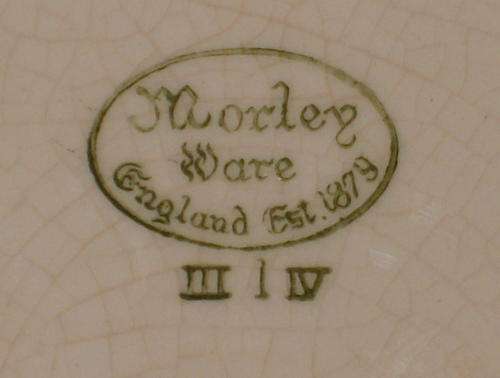 Morley
Ware
England Est. 1879
III | IV